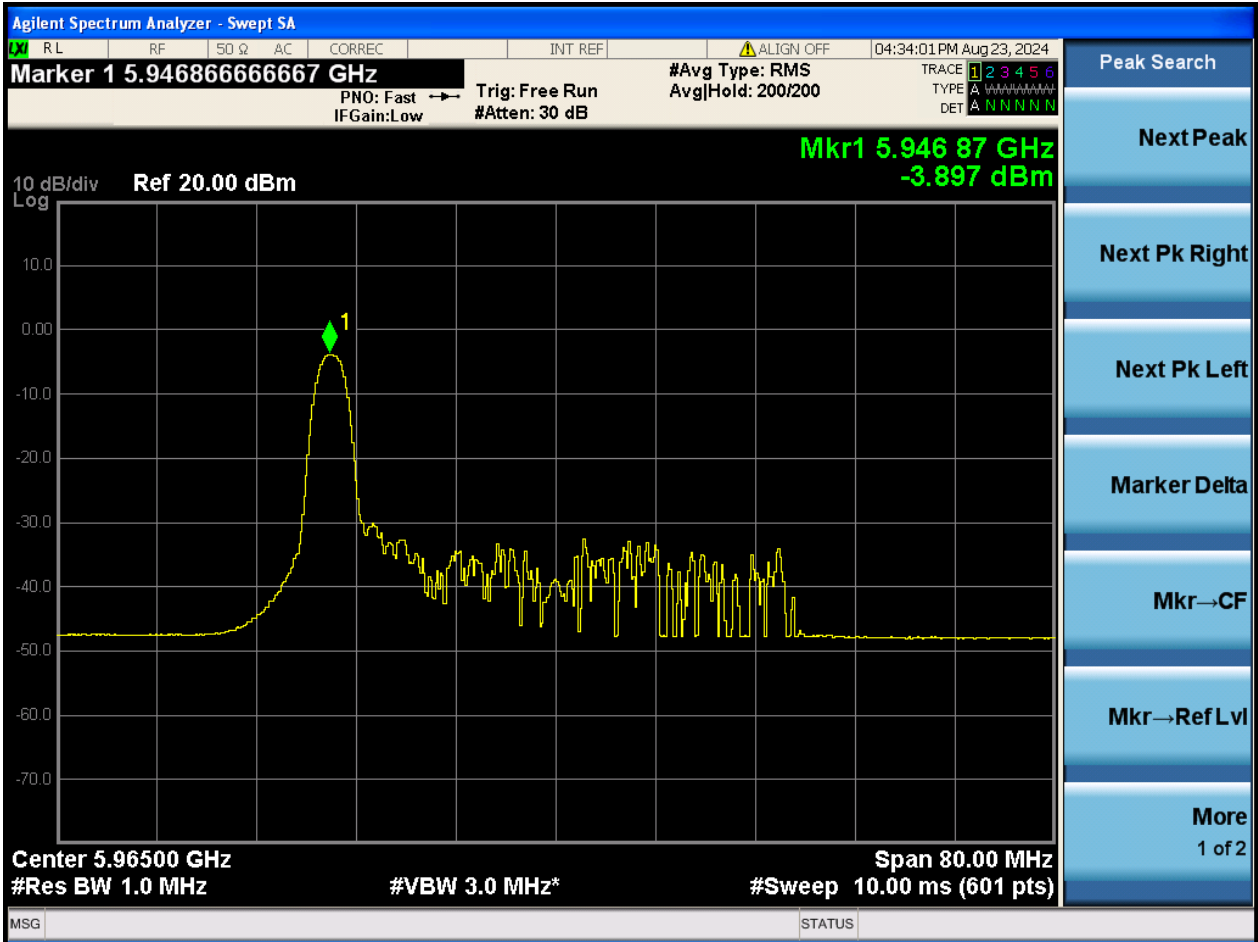 Agilent Spectrum Analyzer - Swept SA
LXI RL RF 50 Ω AC CORREC INT REF ALIGN OFF 04:34:01 PM Aug 23, 2024
Marker 1 5.946866666667 GHz
PNO: Fast
IFGain:Low
Trig: Free Run
#Atten: 30 dB
#Avg Type: RMS
Avg|Hold: 200/200
TRACE 1 2 3 4 5 6
TYPE A WWWWW
DET A N N N N N
Mkr1 5.946 87 GHz
-3.897 dBm
10 dB/div Ref 20.00 dBm
Log
10.0
0.00
-10.0
-20.0
-30.0
-40.0
-50.0
-60.0
-70.0
1
Center 5.96500 GHz Span 80.00 MHz
#Res BW 1.0 MHz #VBW 3.0 MHz* #Sweep 10.00 ms (601 pts)
MSG STATUS
Peak Search
Next Peak
Next Pk Right
Next Pk Left
Marker Delta
Mkr→CF
Mkr→Ref Lvl
More
1 of 2